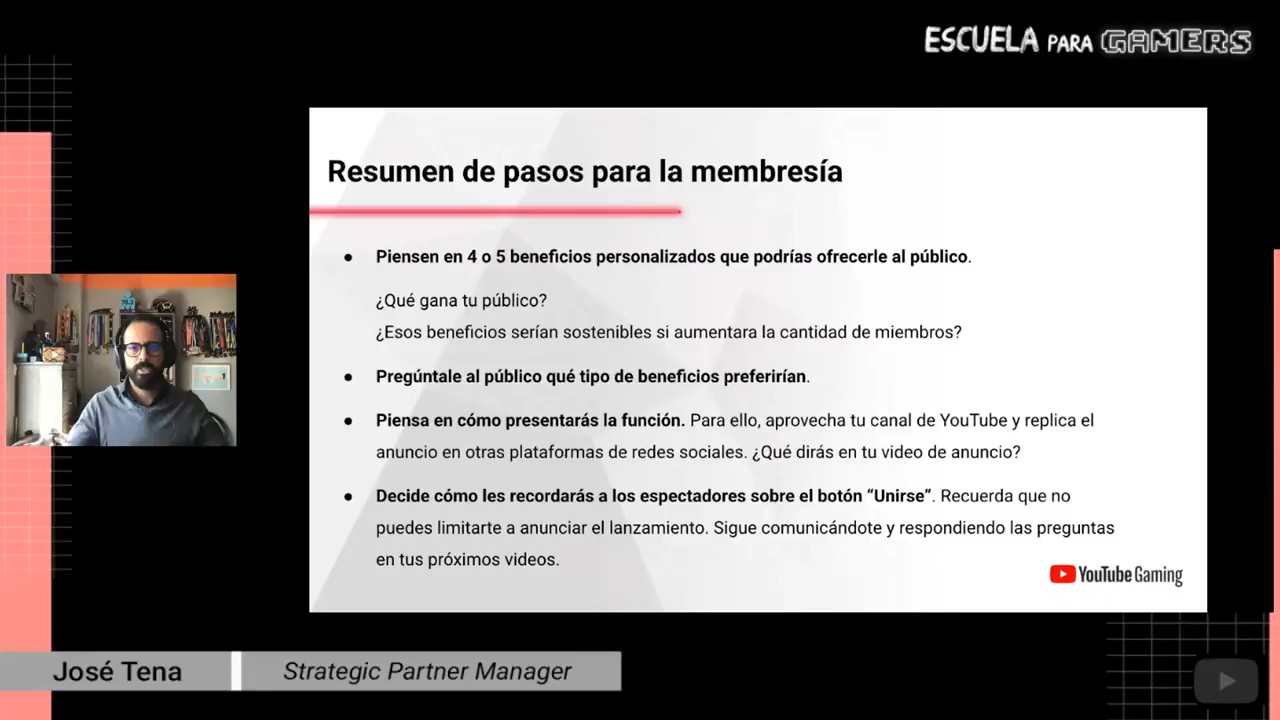 ESCUELA PARA GAMERS
Resumen de pasos para la membresía
● Piensen en 4 o 5 beneficios personalizados que podrías ofrecerle al público.
¿Qué gana tu público?
¿Esos beneficios serían sostenibles si aumentara la cantidad de miembros?
● Pregúntale al público qué tipo de beneficios preferirían.
● Piensa en cómo presentarás la función. Para ello, aprovecha tu canal de YouTube y replica el
anuncio en otras plataformas de redes sociales. ¿Qué dirás en tu video de anuncio?
● Decide cómo les recordarás a los espectadores sobre el botón “Unirse”. Recuerda que no
puedes limitarte a anunciar el lanzamiento. Sigue comunicándote y respondiendo las preguntas
en tus próximos videos.
YouTube Gaming
José Tena
Strategic Partner Manager